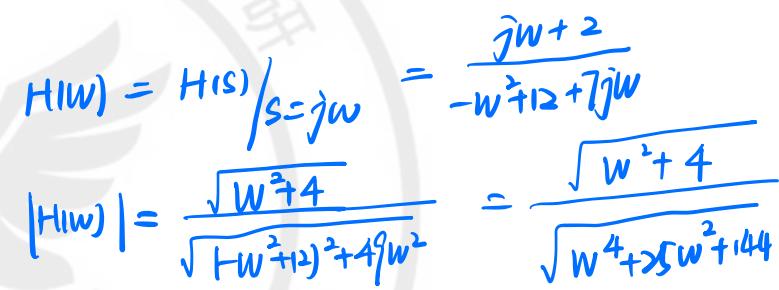 H(w) = H(s)/s=jw = (jw+2)/(-w²+12+7jw)
|H(w)| = √(w²+4)/√((-w²+12)²+49w²) = √(w²+4)/√(w⁴+25w²+144)